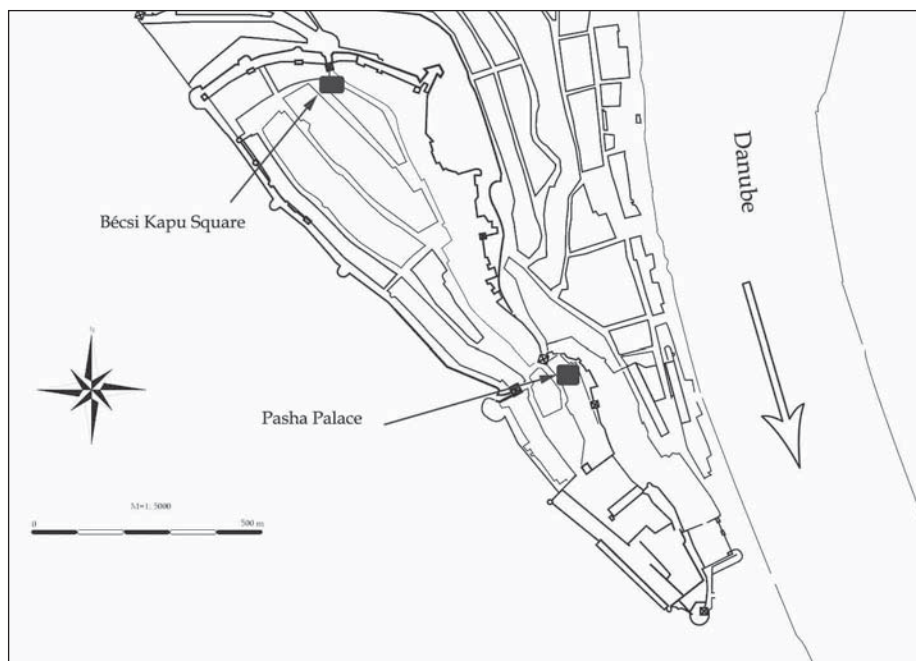 Bécsi Kapu Square
Danube
N
Pasha Palace
M=1: 5000
0 500 m